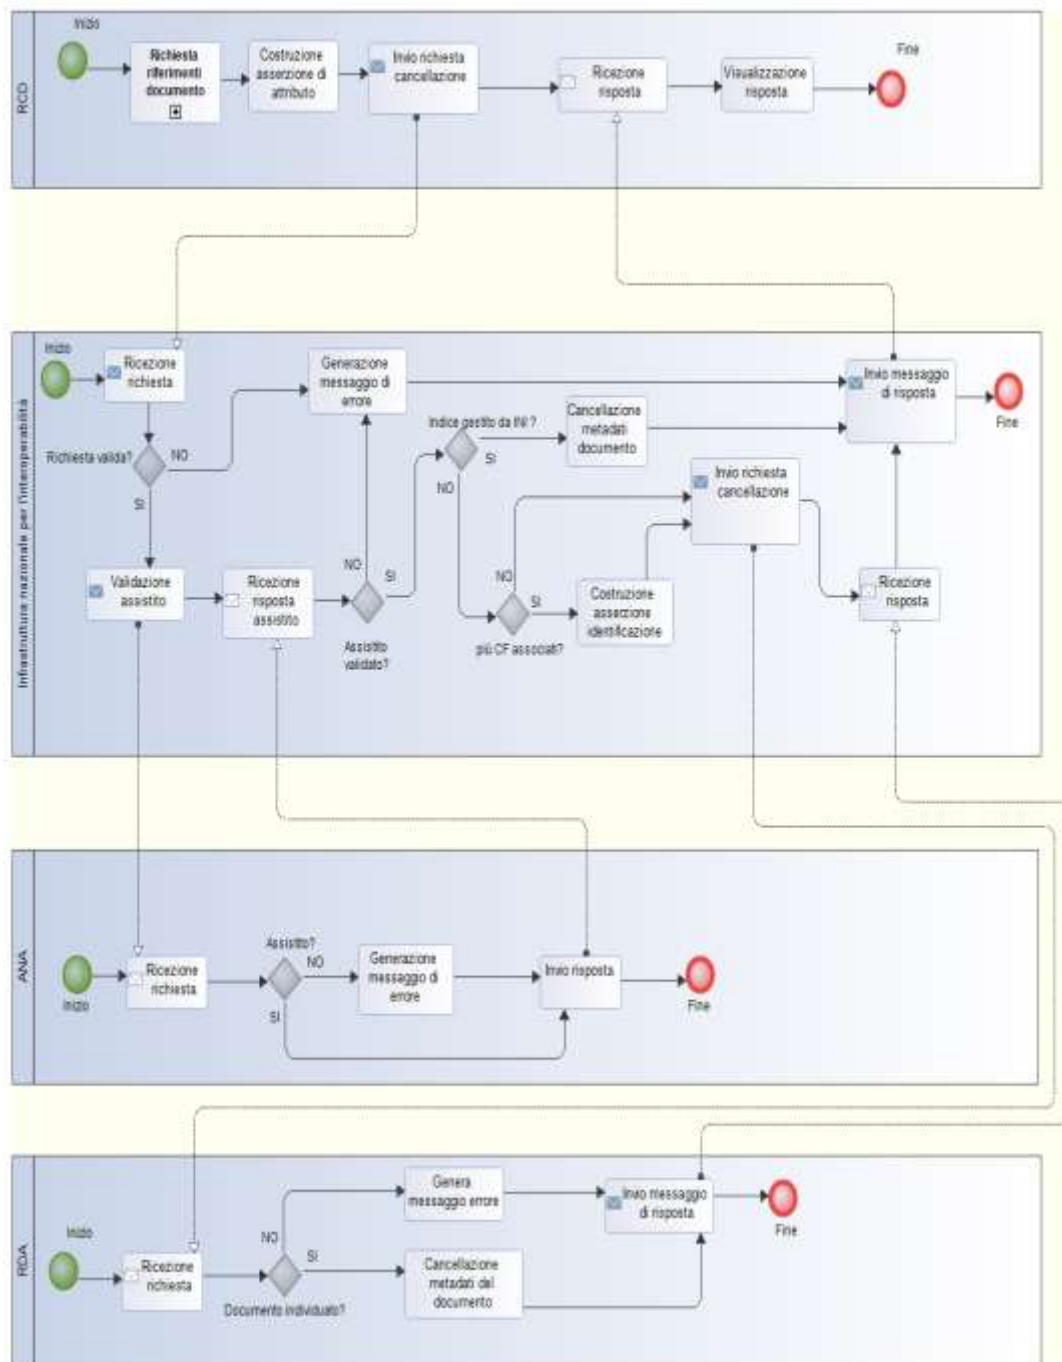 RCD
Inizio
Richiesta
riferimenti
documento
Costruzione
asserzione di
attributo
Invio richiesta
cancellazione
Ricezione
risposta
Visualizzazione
risposta
Fine
Infrastruttura nazionale per l'interoperabilità
Inizio
Ricezione
richiesta
Richiesta valida?
NO
SI
Generazione
messaggio di
errore
Validazione
assistito
Ricezione
risposta
assistito
NO
SI
Assistito
validato?
Indice gestito da INI ?
SI
NO
Cancellazione
metadati
documento
NO
SI
più CF associati?
Costruzione
asserzione
identificazione
Invio richiesta
cancellazione
Ricezione
risposta
Invio messaggio
di risposta
Fine
ANA
Inizio
Ricezione
richiesta
Assistito?
NO
SI
Generazione
messaggio di
errore
Invio risposta
Fine
RDA
Inizio
Ricezione
richiesta
NO
SI
Documento individuato?
Genera
messaggio errore
Cancellazione
metadati del
documento
Invio messaggio
di risposta
Fine